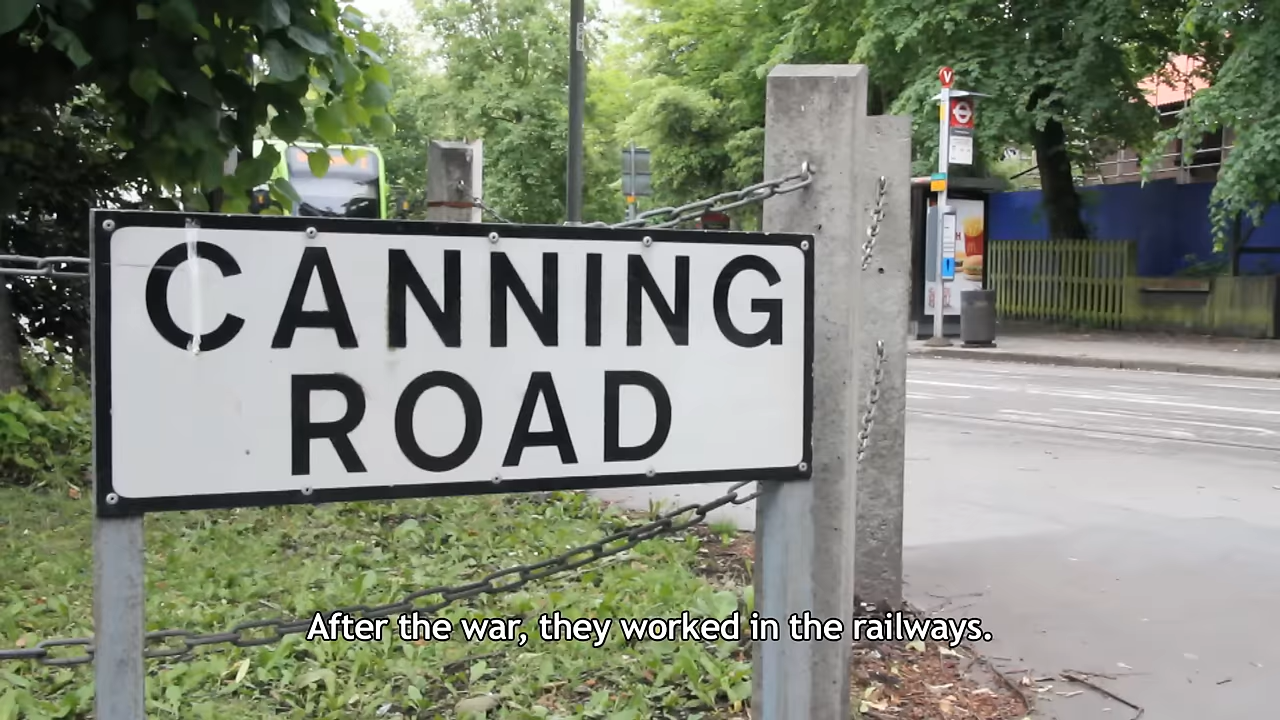 CANNING
ROAD
V
After the war, they worked in the railways.